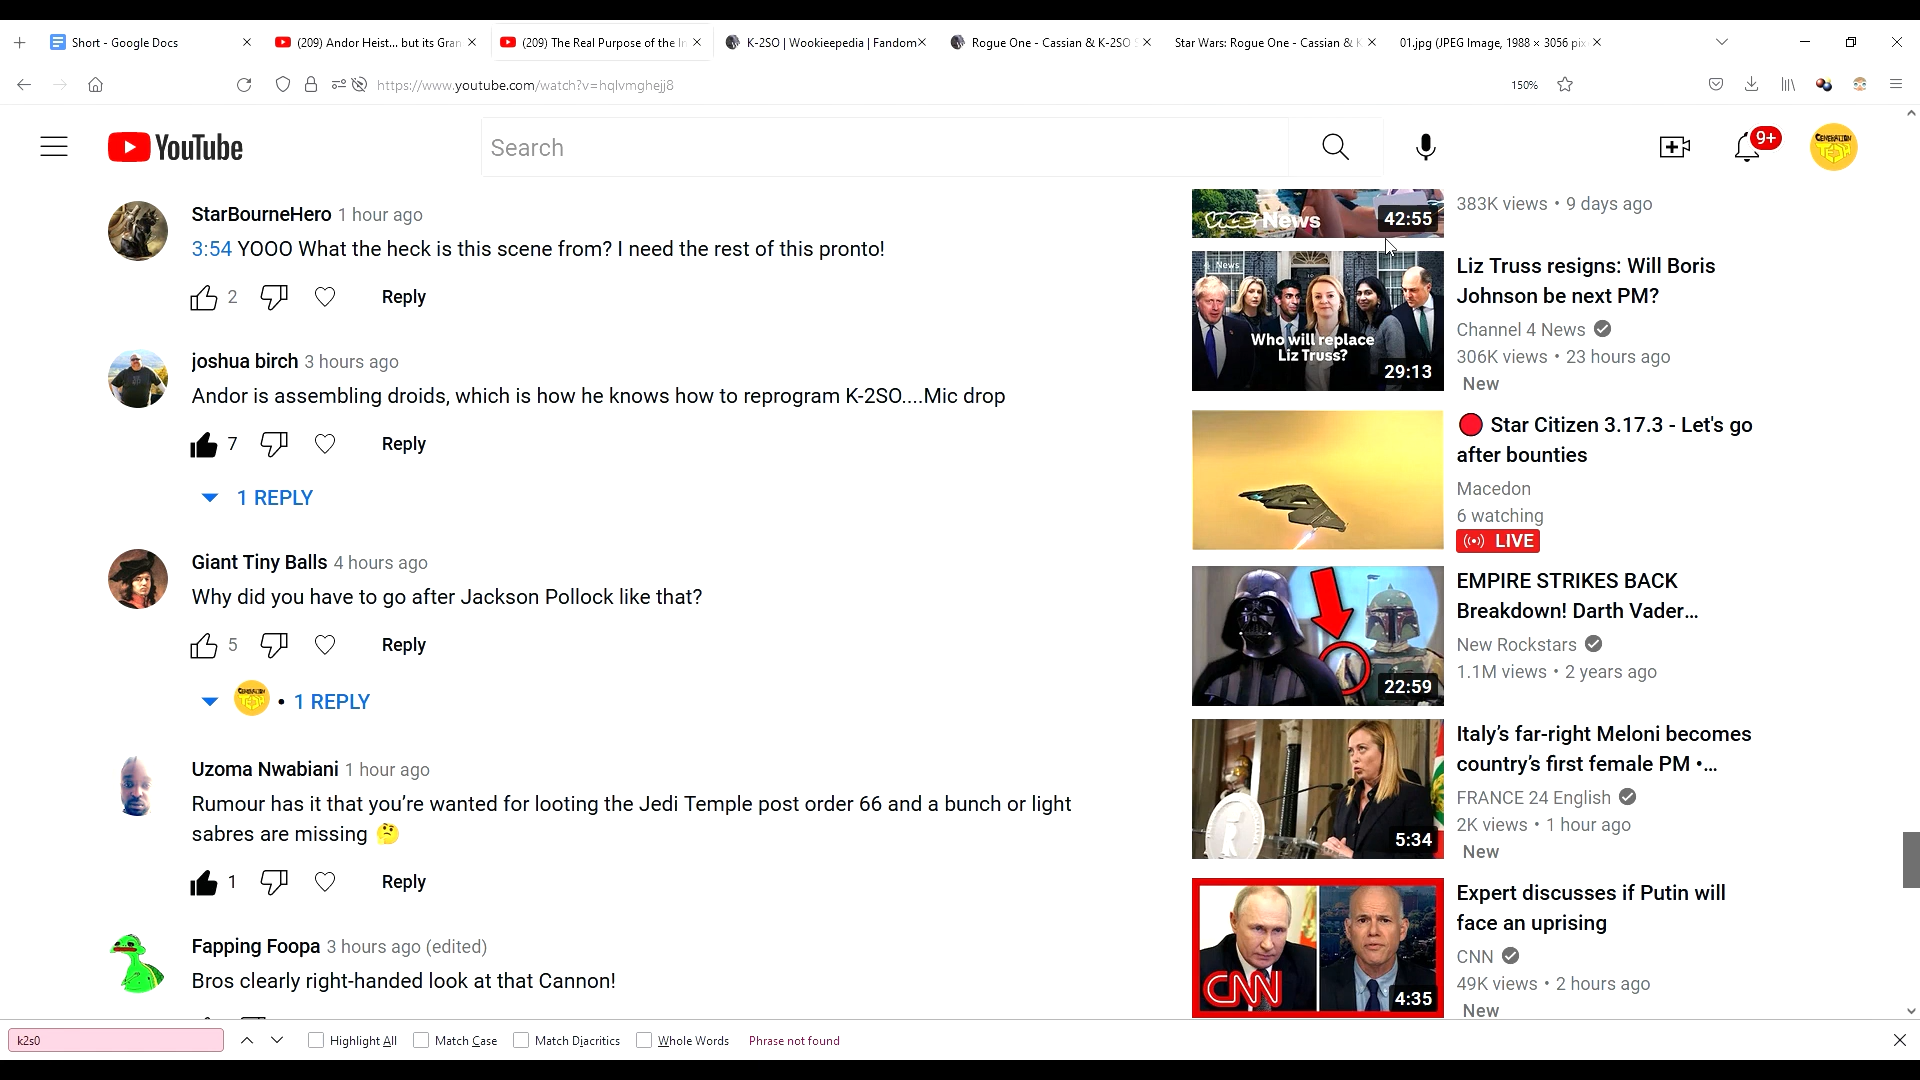 Short - Google Docs
(209) Andor Heist... but its Gran
(209) The Real Purpose of the I
K-2SO | Wookieepedia | Fandom
Rogue One - Cassian & K-2SO
Star Wars: Rogue One - Cassian & K
01.jpg (JPEG Image, 1988 × 3056 pix
https://www.youtube.com/watch?v=hqlvmghejj8
150%
YouTube
Search
9+
GENERATION
TECH
StarBourneHero 1 hour ago
3:54 YOOO What the heck is this scene from? I need the rest of this pronto!
2
Reply
joshua birch 3 hours ago
Andor is assembling droids, which is how he knows how to reprogram K-2SO....Mic drop
7
Reply
1 REPLY
Giant Tiny Balls 4 hours ago
Why did you have to go after Jackson Pollock like that?
5
Reply
• 1 REPLY
Uzoma Nwabiani 1 hour ago
Rumour has it that you’re wanted for looting the Jedi Temple post order 66 and a bunch or light
sabres are missing 🤔
1
Reply
Fapping Foopa 3 hours ago (edited)
Bros clearly right-handed look at that Cannon!
VICE News
42:55
383K views • 9 days ago
News
Who will replace
Liz Truss?
29:13
Liz Truss resigns: Will Boris
Johnson be next PM?
Channel 4 News
306K views • 23 hours ago
New
🔴 Star Citizen 3.17.3 - Let's go
after bounties
Macedon
6 watching
LIVE
22:59
EMPIRE STRIKES BACK
Breakdown! Darth Vader...
New Rockstars
1.1M views • 2 years ago
5:34
Italy’s far-right Meloni becomes
country’s first female PM •...
FRANCE 24 English
2K views • 1 hour ago
New
CNN
4:35
Expert discusses if Putin will
face an uprising
CNN
49K views • 2 hours ago
New
k2s0
Highlight All
Match Case
Match Diacritics
Whole Words
Phrase not found